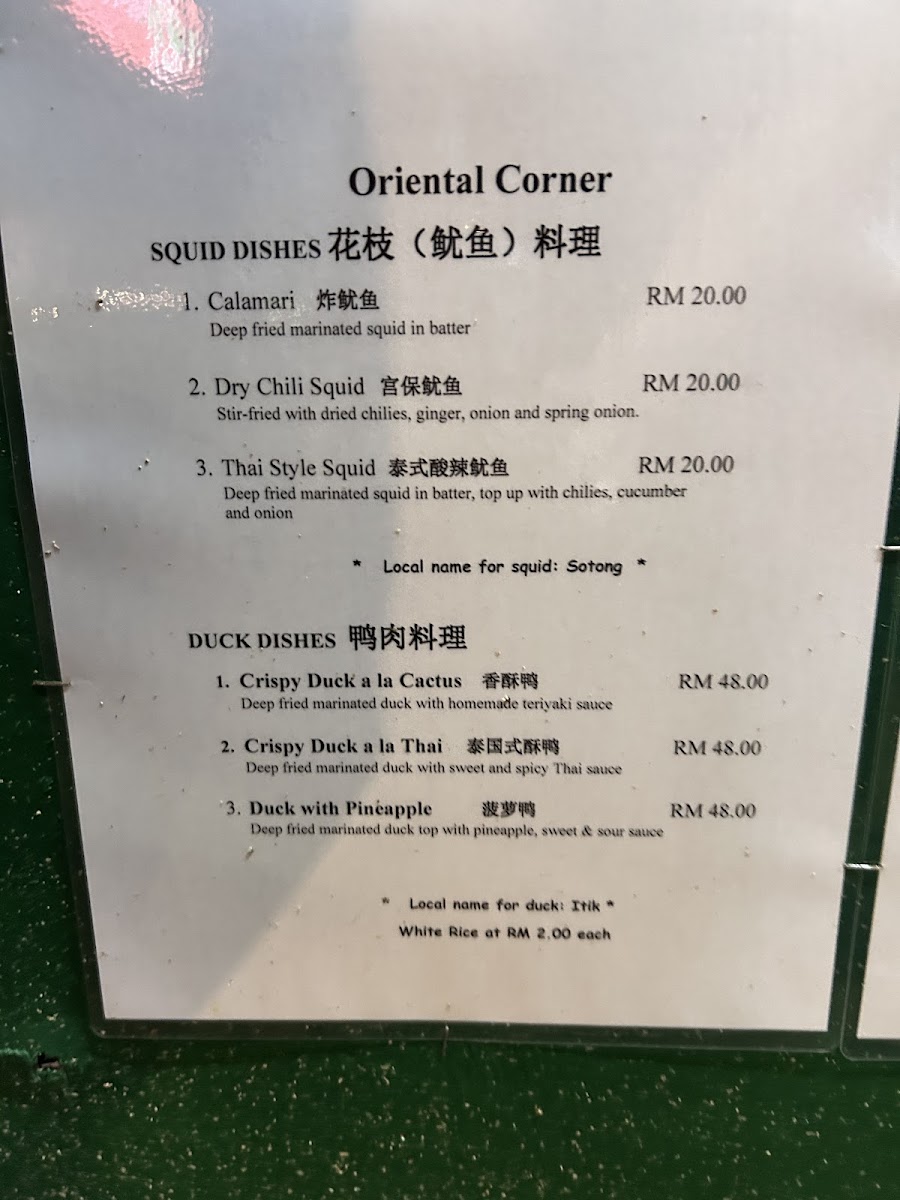 Oriental Corner
SQUID DISHES 花枝（鱿鱼）料理
1. Calamari 炸鱿鱼 RM 20.00
Deep fried marinated squid in batter
2. Dry Chili Squid 宫保鱿鱼 RM 20.00
Stir-fried with dried chilies, ginger, onion and spring onion.
3. Thai Style Squid 泰式酸辣鱿鱼 RM 20.00
Deep fried marinated squid in batter, top up with chilies, cucumber
and onion
* Local name for squid: Sotong *
DUCK DISHES 鸭肉料理
1. Crispy Duck a la Cactus 香酥鸭 RM 48.00
Deep fried marinated duck with homemade teriyaki sauce
2. Crispy Duck a la Thai 泰国式酥鸭 RM 48.00
Deep fried marinated duck with sweet and spicy Thai sauce
3. Duck with Pineapple 菠萝鸭 RM 48.00
Deep fried marinated duck top with pineapple, sweet & sour sauce
* Local name for duck: Itik *
White Rice at RM 2.00 each